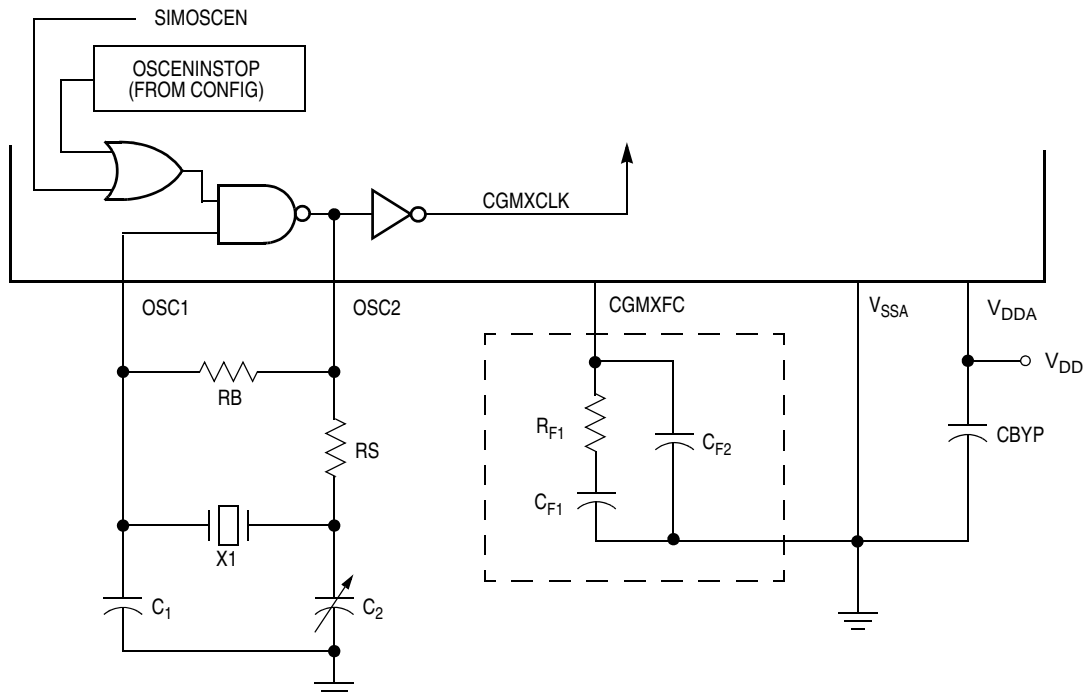 SIMOSCEN
OSCENINSTOP
(FROM CONFIG)
CGMXCLK
OSC1
OSC2
CGMXFC
VSSA
VDDA
VDD
RB
RS
RF1
CF2
CBYP
CF1
X1
C1
C2